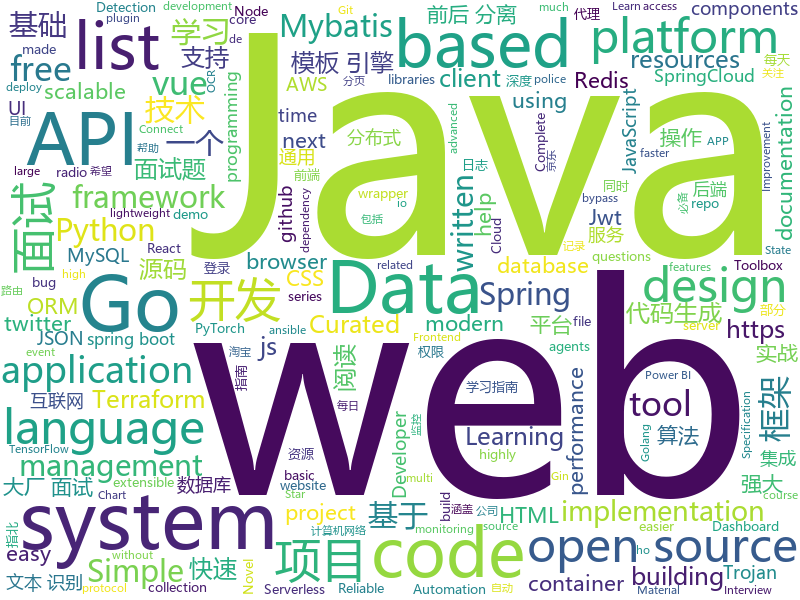 Detection
plugin
Node
core
de
Git
development
much
代理
Learn access
made
基础
list
学习
支持
Mybatis
前后 分离
components
每天
关注
free
vue
OCR
AWS
模板 引擎
based
platform
resources
deploy
分页
libraries
深度
police
Redis
SpringCloud
UI
目前
scalable
技术
programming
client
using
Connect
time
API
一个
帮助
next
分布式
advanced
Complete
京东
JavaScript
操作
APP
documentation
Improvement
faster
large
希望
radio
面试题
通用
前端
日志
同时
后端
必备
Java
面试
framework
github
dependency
wrapper
io
written
help
Cloud
bypass
Jwt
repo
lightweight
demo
包括
服务
记录
Python
React
questions
State
MySQL
登录
browser
database
related
features
Toolbox
high
bug
源码
CSS
Data
Spring
design
路由
ORM
series
Go
开发
PyTorch
ansible
Curated
modern
平台
file
代码生成
部分
server
twitter
JSON
spring boot
event
淘宝
js
agents
https
Frontend
application
指南
阅读
权限
学习指南
Power BI
实战
互联网
Terraform
web
performance
tool
框架
language
每日
Developer
监控
Learning
算法
Golang
Specification
TensorFlow
management
资源
basic
highly
集成
extensible
数据库
website
强大
大厂 面试
Chart
Star
multi
build
涵盖
公司
Gin
course
指北
system
project
基于
monitoring
HTML
source
implementation
easier
Dashboard
计算机网络
without
项目
code
open source
ho
easy
Simple
快速
container
building
Trojan
文本 识别
collection
protocol
Novel
Serverless
Reliable
Automation
自动
Material
Interview